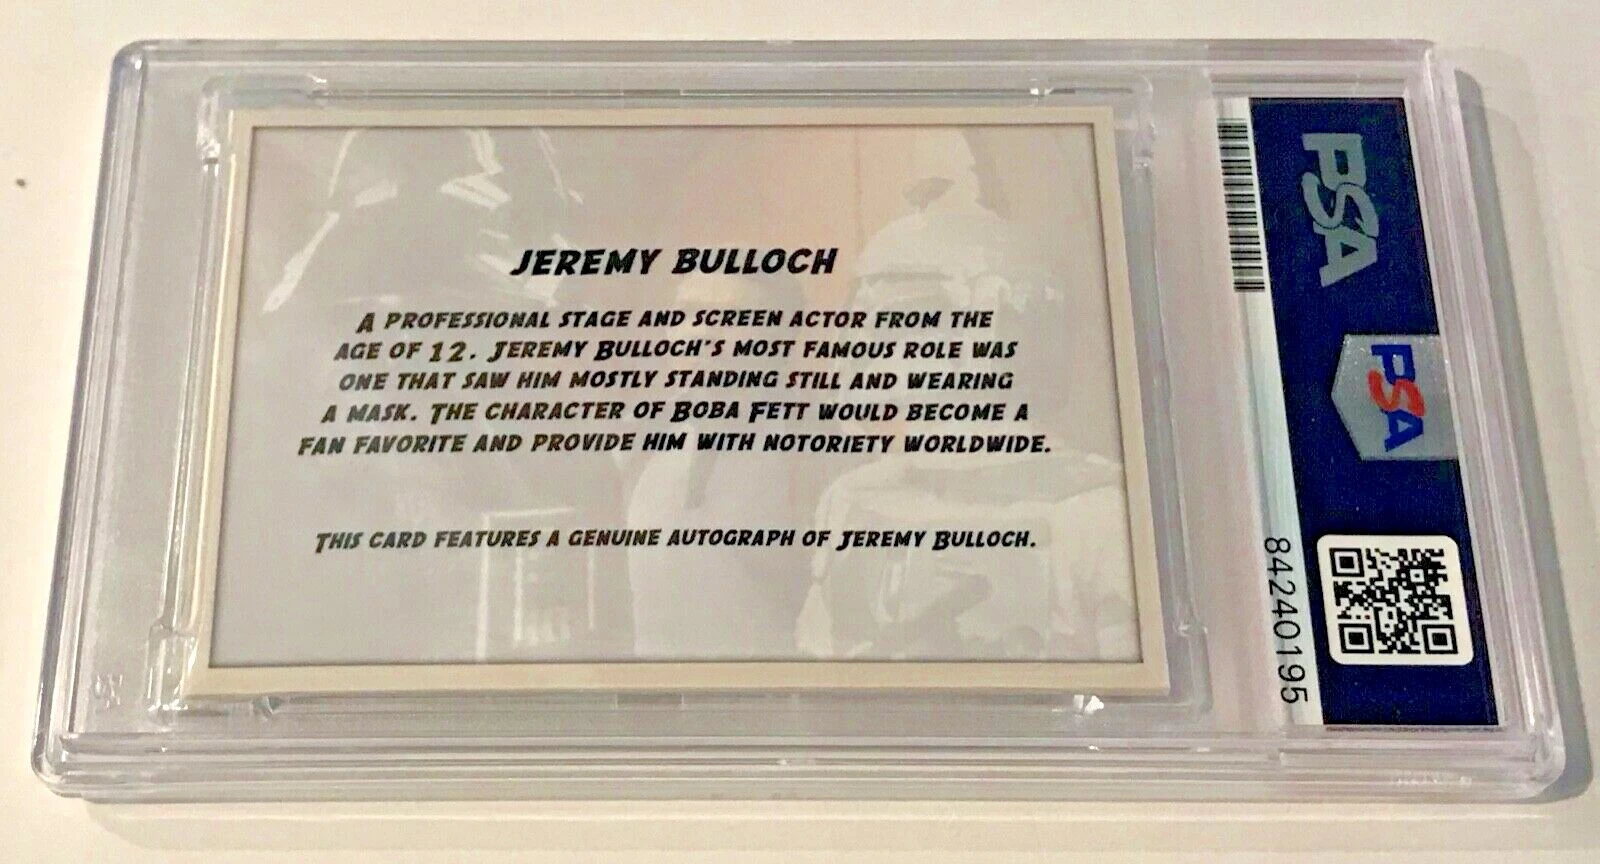 JEREMY BULLOCH
A PROFESSIONAL STAGE AND SCREEN ACTOR FROM THE
AGE OF 12. JEREMY BULLOCH'S MOST FAMOUS ROLE WAS
ONE THAT SAW HIM MOSTLY STANDING STILL AND WEARING
A MASK. THE CHARACTER OF BOBA FETT WOULD BECOME A
FAN FAVORITE AND PROVIDE HIM WITH NOTORIETY WORLDWIDE.
THIS CARD FEATURES A GENUINE AUTOGRAPH OF JEREMY BULLOCH.
PSA
PSA
84240195